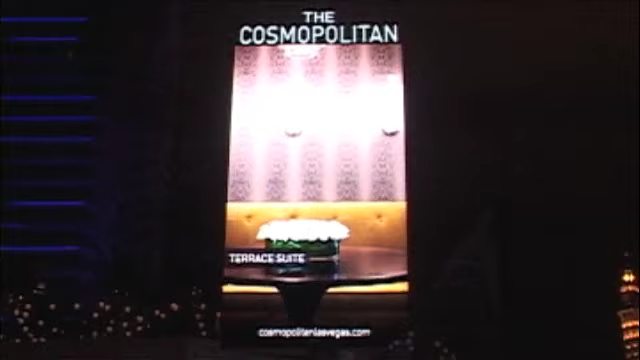 THE
COSMOPOLITAN
TERRACE SUITE
cosmopolitanlasvegas.com